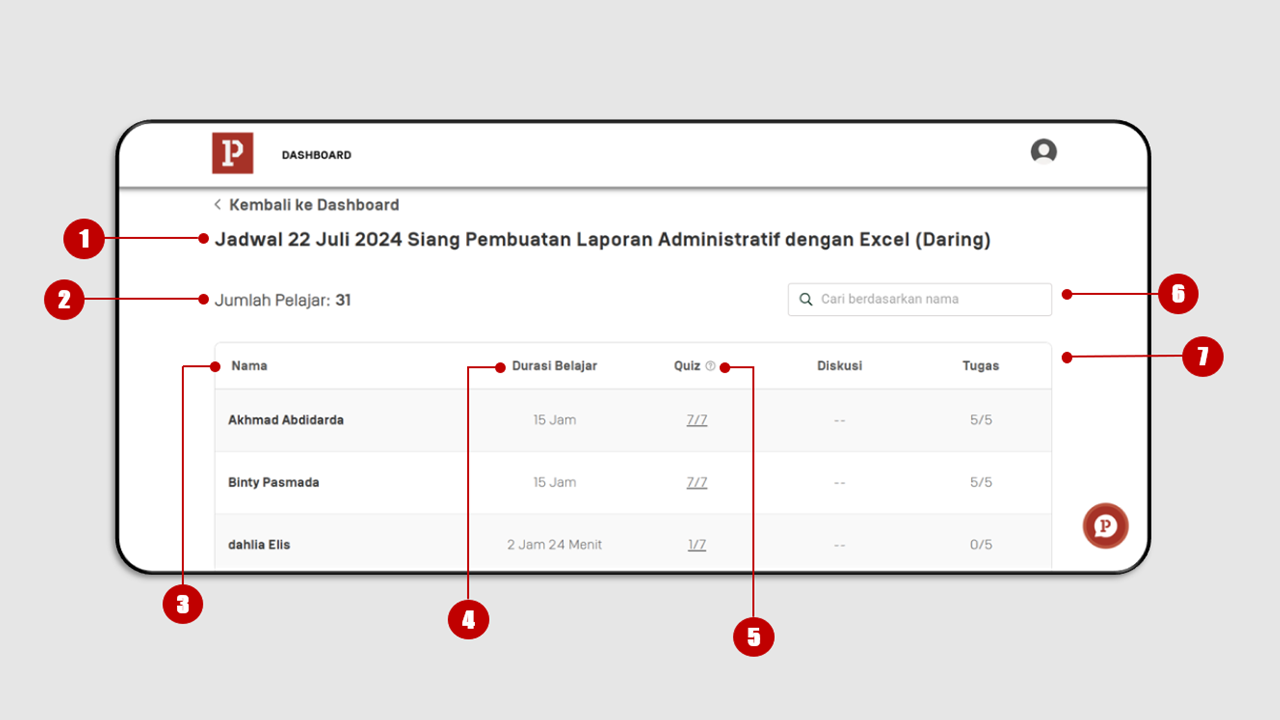 P DASHBOARD
Kembali ke Dashboard
1 Jadwal 22 Juli 2024 Siang Pembuatan Laporan Administratif dengan Excel (Daring)
2 Jumlah Pelajar: 31 Cari berdasarkan nama 6
3 Nama 4 Durasi Belajar Quiz 5 Diskusi Tugas 7
Akhmad Abdidarda 15 Jam 7/7 -- 5/5
Binty Pasmada 15 Jam 7/7 -- 5/5
P
dahlia Elis 2 Jam 24 Menit 1/7 -- 0/5